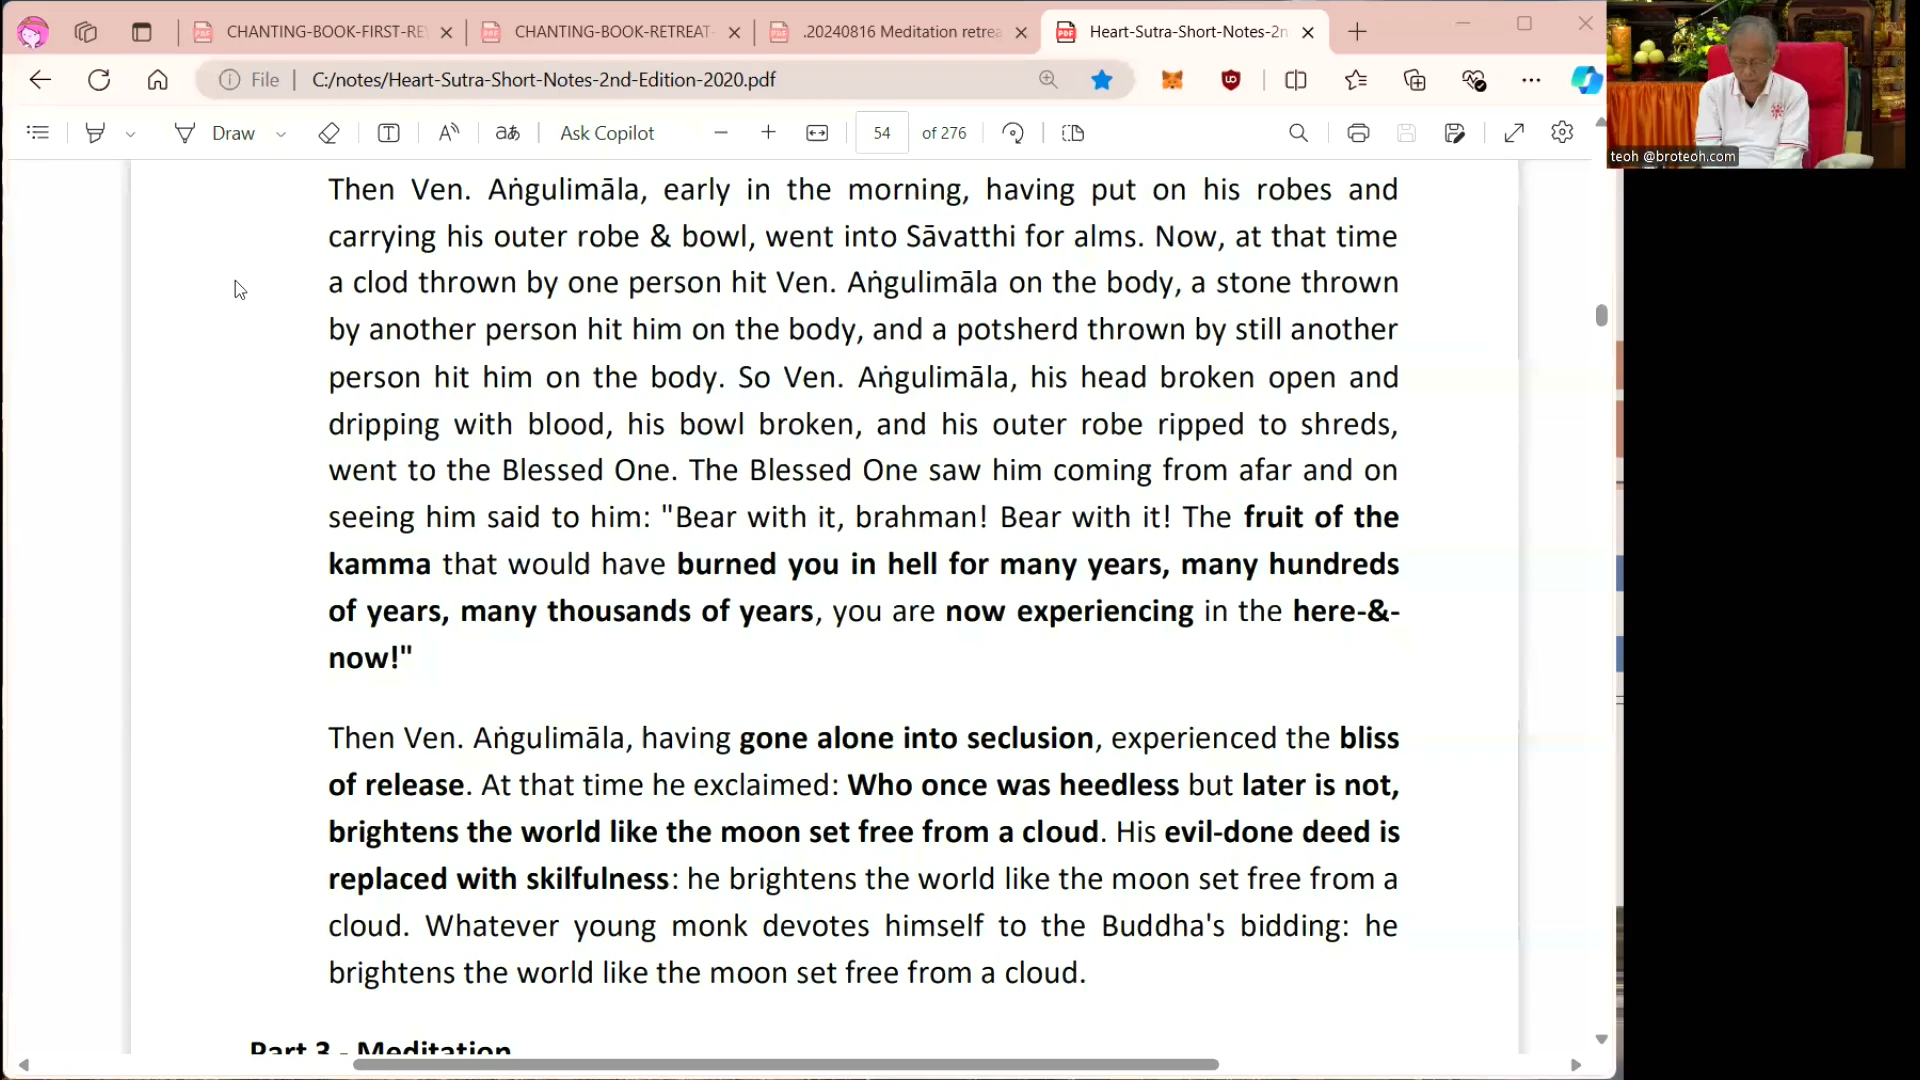 CHANTING-BOOK-FIRST-RE
CHANTING-BOOK-RETREAT-
.20240816 Meditation retrea
Heart-Sutra-Short-Notes-2n
File
C:/notes/Heart-Sutra-Short-Notes-2nd-Edition-2020.pdf
Draw
Ask Copilot
54
of 276
teoh @broteoh.com
Then Ven. Aṅgulimāla, early in the morning, having put on his robes and
carrying his outer robe & bowl, went into Sāvatthi for alms. Now, at that time
a clod thrown by one person hit Ven. Aṅgulimāla on the body, a stone thrown
by another person hit him on the body, and a potsherd thrown by still another
person hit him on the body. So Ven. Aṅgulimāla, his head broken open and
dripping with blood, his bowl broken, and his outer robe ripped to shreds,
went to the Blessed One. The Blessed One saw him coming from afar and on
seeing him said to him: "Bear with it, brahman! Bear with it! The fruit of the
kamma that would have burned you in hell for many years, many hundreds
of years, many thousands of years, you are now experiencing in the here-&-
now!"
Then Ven. Aṅgulimāla, having gone alone into seclusion, experienced the bliss
of release. At that time he exclaimed: Who once was heedless but later is not,
brightens the world like the moon set free from a cloud. His evil-done deed is
replaced with skilfulness: he brightens the world like the moon set free from a
cloud. Whatever young monk devotes himself to the Buddha's bidding: he
brightens the world like the moon set free from a cloud.
Part 3 - Meditation